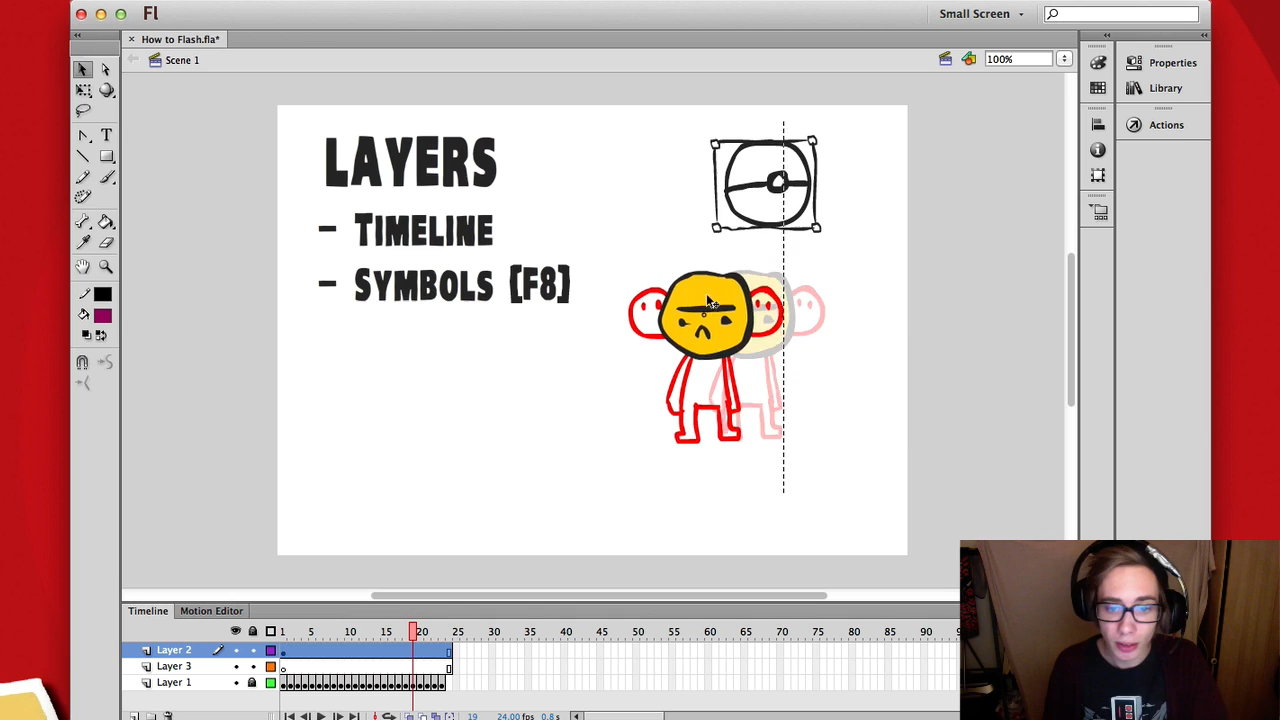 Fl
Small Screen
× How to Flash.fla*
Scene 1
100%
Properties
Library
Actions
LAYERS
- TIMELINE
- SYMBOLS [F8]
Timeline
Motion Editor
1 5 10 15 20 25 30 35 40 45 50 55 60 65 70 75 80 85 90
Layer 2
Layer 3
Layer 1
19 24.00 fps 0.8 s